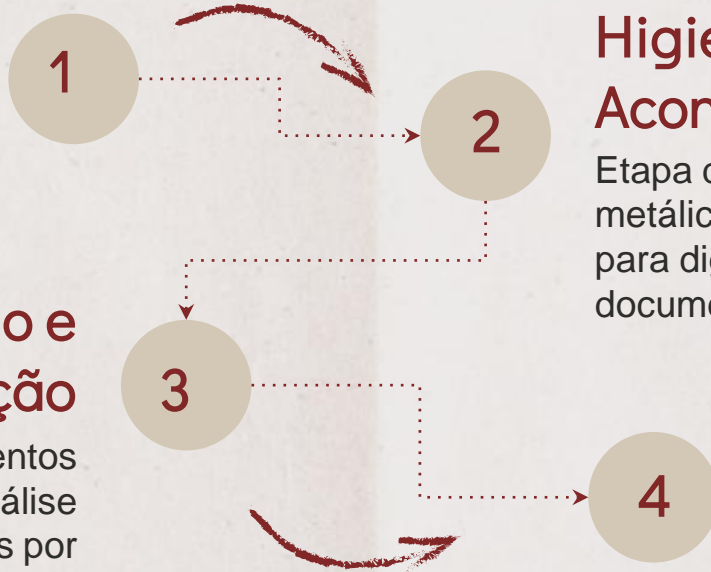 1
2
Higie
Acon
Etapa d
metálic
para dig
docume
o e
ção
entos
álise
s por
3
4